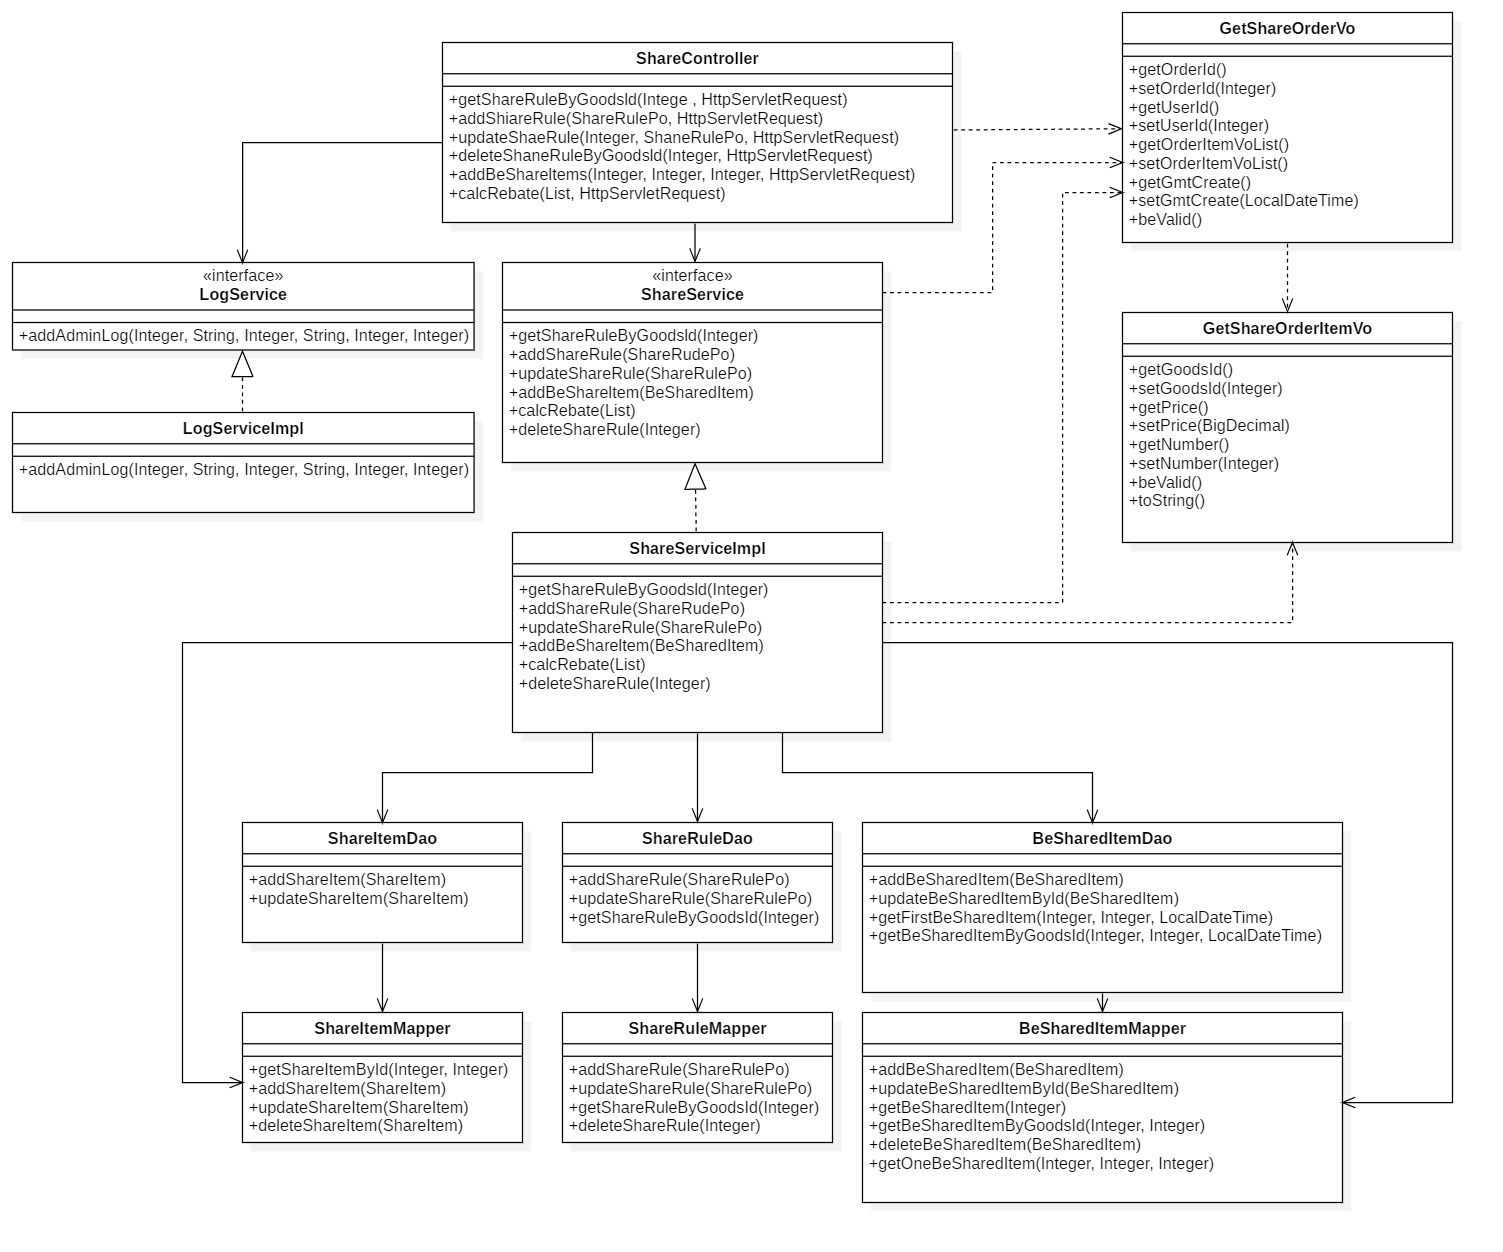 ShareController
+getShareRuleByGoodsId(Intege , HttpServletRequest)
+addShiareRule(ShareRulePo, HttpServletRequest)
+updateShaeRule(Integer, ShaneRulePo, HttpServletRequest)
+deleteShaneRuleByGoodsId(Integer, HttpServletRequest)
+addBeShareItems(Integer, Integer, Integer, HttpServletRequest)
+calcRebate(List, HttpServletRequest)
GetShareOrderVo
+getOrderId()
+setOrderId(Integer)
+getUserId()
+setUserId(Integer)
+getOrderItemVoList()
+setOrderItemVoList()
+getGmtCreate()
+setGmtCreate(LocalDateTime)
+beValid()
«interface»
LogService
+addAdminLog(Integer, String, Integer, String, Integer, Integer)
«interface»
ShareService
+getShareRuleByGoodsId(Integer)
+addShareRule(ShareRudePo)
+updateShareRule(ShareRulePo)
+addBeShareItem(BeSharedItem)
+calcRebate(List)
+deleteShareRule(Integer)
GetShareOrderItemVo
+getGoodsId()
+setGoodsId(Integer)
+getPrice()
+setPrice(BigDecimal)
+getNumber()
+setNumber(Integer)
+beValid()
+toString()
LogServiceImpl
+addAdminLog(Integer, String, Integer, String, Integer, Integer)
ShareServiceImpl
+getShareRuleByGoodsId(Integer)
+addShareRule(ShareRudePo)
+updateShareRule(ShareRulePo)
+addBeShareItem(BeSharedItem)
+calcRebate(List)
+deleteShareRule(Integer)
ShareItemDao
+addShareItem(ShareItem)
+updateShareItem(ShareItem)
ShareRuleDao
+addShareRule(ShareRulePo)
+updateShareRule(ShareRulePo)
+getShareRuleByGoodsId(Integer)
BeSharedItemDao
+addBeSharedItem(BeSharedItem)
+updateBeSharedItemById(BeSharedItem)
+getFirstBeSharedItem(Integer, Integer, LocalDateTime)
+getBeSharedItemByGoodsId(Integer, Integer, LocalDateTime)
ShareItemMapper
+getShareItemById(Integer, Integer)
+addShareItem(ShareItem)
+updateShareItem(ShareItem)
+deleteShareItem(ShareItem)
ShareRuleMapper
+addShareRule(ShareRulePo)
+updateShareRule(ShareRulePo)
+getShareRuleByGoodsId(Integer)
+deleteShareRule(Integer)
BeSharedItemMapper
+addBeSharedItem(BeSharedItem)
+updateBeSharedItemById(BeSharedItem)
+getBeSharedItem(Integer)
+getBeSharedItemByGoodsId(Integer, Integer)
+deleteBeSharedItem(BeSharedItem)
+getOneBeSharedItem(Integer, Integer, Integer)